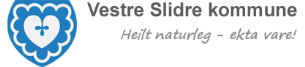 Vestre Slidre kommune
Heilt naturleg - ekta vare!